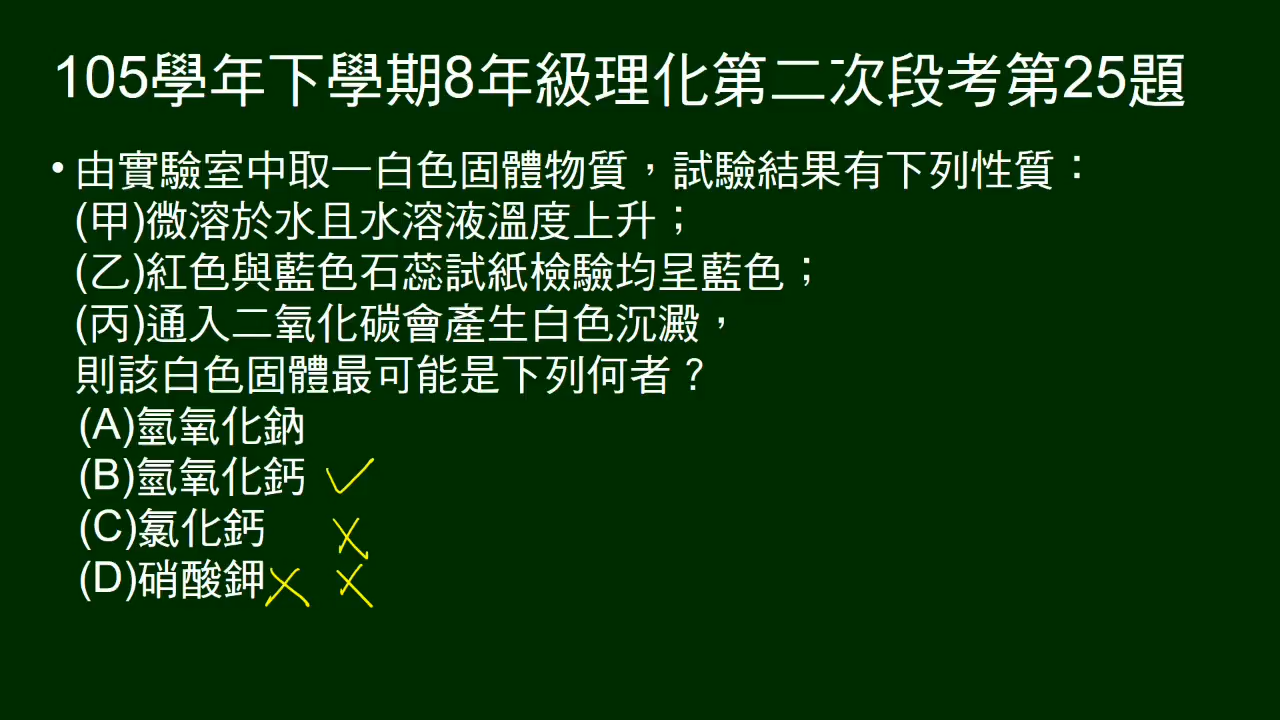 105學年下學期8年級理化第二次段考第25題
• 由實驗室中取一白色固體物質，試驗結果有下列性質：
(甲)微溶於水且水溶液溫度上升；
(乙)紅色與藍色石蕊試紙檢驗均呈藍色；
(丙)通入二氧化碳會產生白色沉澱，
則該白色固體最可能是下列何者？
(A)氫氧化鈉
(B)氫氧化鈣
(C)氯化鈣
(D)硝酸鉀